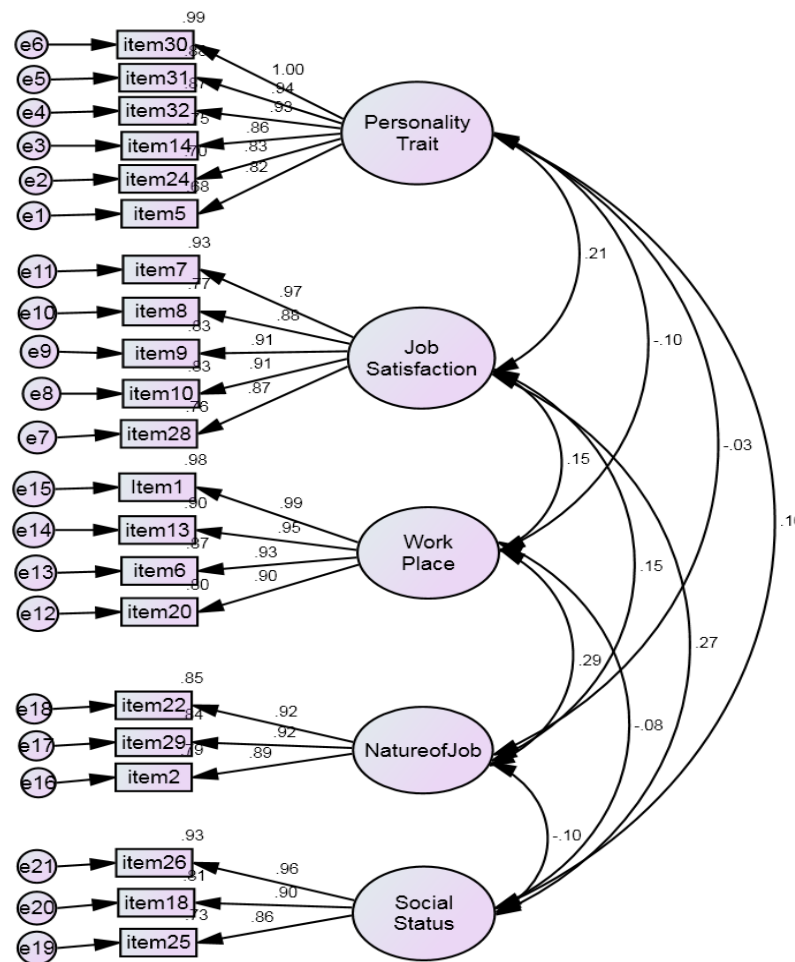 .99
e6
item30
.88
1.00
e5
item31
.87
.94
e4
item32
.75
.93
Personality
Trait
e3
item14
.70
.86
e2
item24
.68
.83
e1
item5
.82
.93
e11
item7
.77
.97
.21
e10
item8
.83
.88
e9
item9
.83
.91
Job
Satisfaction
-.10
e8
item10
.76
.91
e7
item28
.87
-.03
.98
e15
Item1
.90
.99
.15
e14
item13
.87
.95
Work
Place
e13
item6
.80
.93
.15
e12
item20
.90
.85
e18
item22
.84
.92
.29
.27
e17
item29
.79
.92
NatureofJob
-.08
e16
item2
.89
.93
e21
item26
.81
.96
-.10
e20
item18
.73
.90
Social
Status
e19
item25
.86